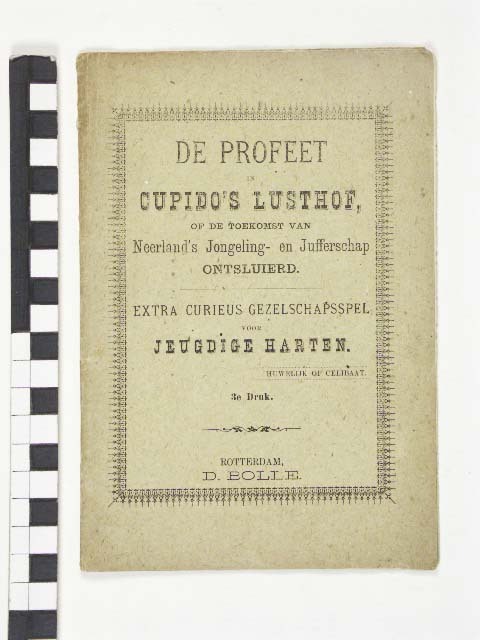 DE PROFEET
IN
CUPIDO'S LUSTHOF,
OF DE TOEKOMST VAN
Neerland's Jongeling- en Jufferschap
ONTSLUIERD.
EXTRA CURIEUS GEZELSCHAPSSPEL
VOOR
JEUGDIGE HARTEN.
HUWELIJK OF CELIBAAT.
3e Druk.
ROTTERDAM,
D. BOLLE.